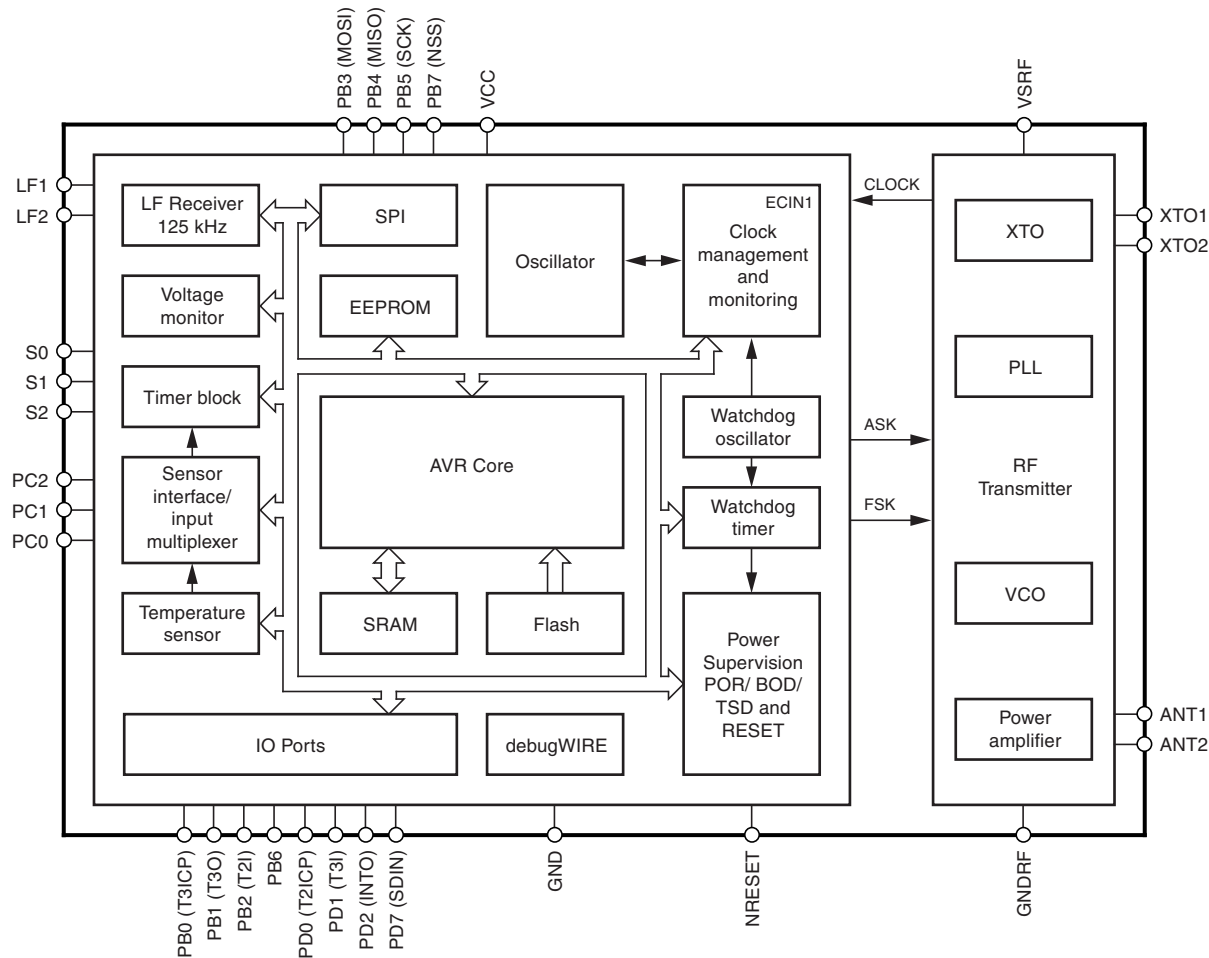 PB3 (MOSI)
PB4 (MISO)
PB5 (SCK)
PB7 (NSS)
VCC
VSRF
LF1
LF2
S0
S1
S2
PC2
PC1
PC0
LF Receiver
125 kHz
SPI
Oscillator
ECIN1
Clock
management
and
monitoring
Voltage
monitor
EEPROM
Timer block
AVR Core
Watchdog
oscillator
Sensor
interface/
input
multiplexer
Watchdog
timer
Temperature
sensor
SRAM
Flash
Power
Supervision
POR/ BOD/
TSD and
RESET
IO Ports
debugWIRE
CLOCK
ASK
FSK
XTO
PLL
RF
Transmitter
VCO
Power
amplifier
XTO1
XTO2
ANT1
ANT2
PB0 (T3ICP)
PB1 (T3O)
PB2 (T2I)
PB6
PD0 (T2ICP)
PD1 (T3I)
PD2 (INTO)
PD7 (SDIN)
GND
NRESET
GNDRF